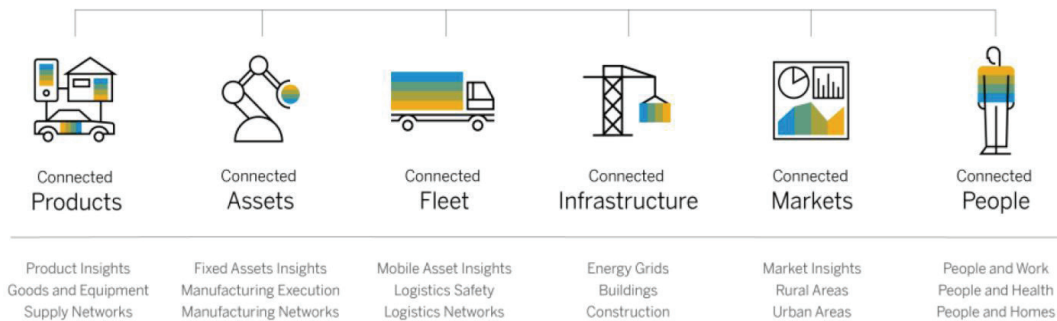 Connected
Products
Connected
Assets
Connected
Fleet
Connected
Infrastructure
Connected
Markets
Connected
People
Product Insights
Goods and Equipment
Supply Networks
Fixed Assets Insights
Manufacturing Execution
Manufacturing Networks
Mobile Asset Insights
Logistics Safety
Logistics Networks
Energy Grids
Buildings
Construction
Market Insights
Rural Areas
Urban Areas
People and Work
People and Health
People and Homes